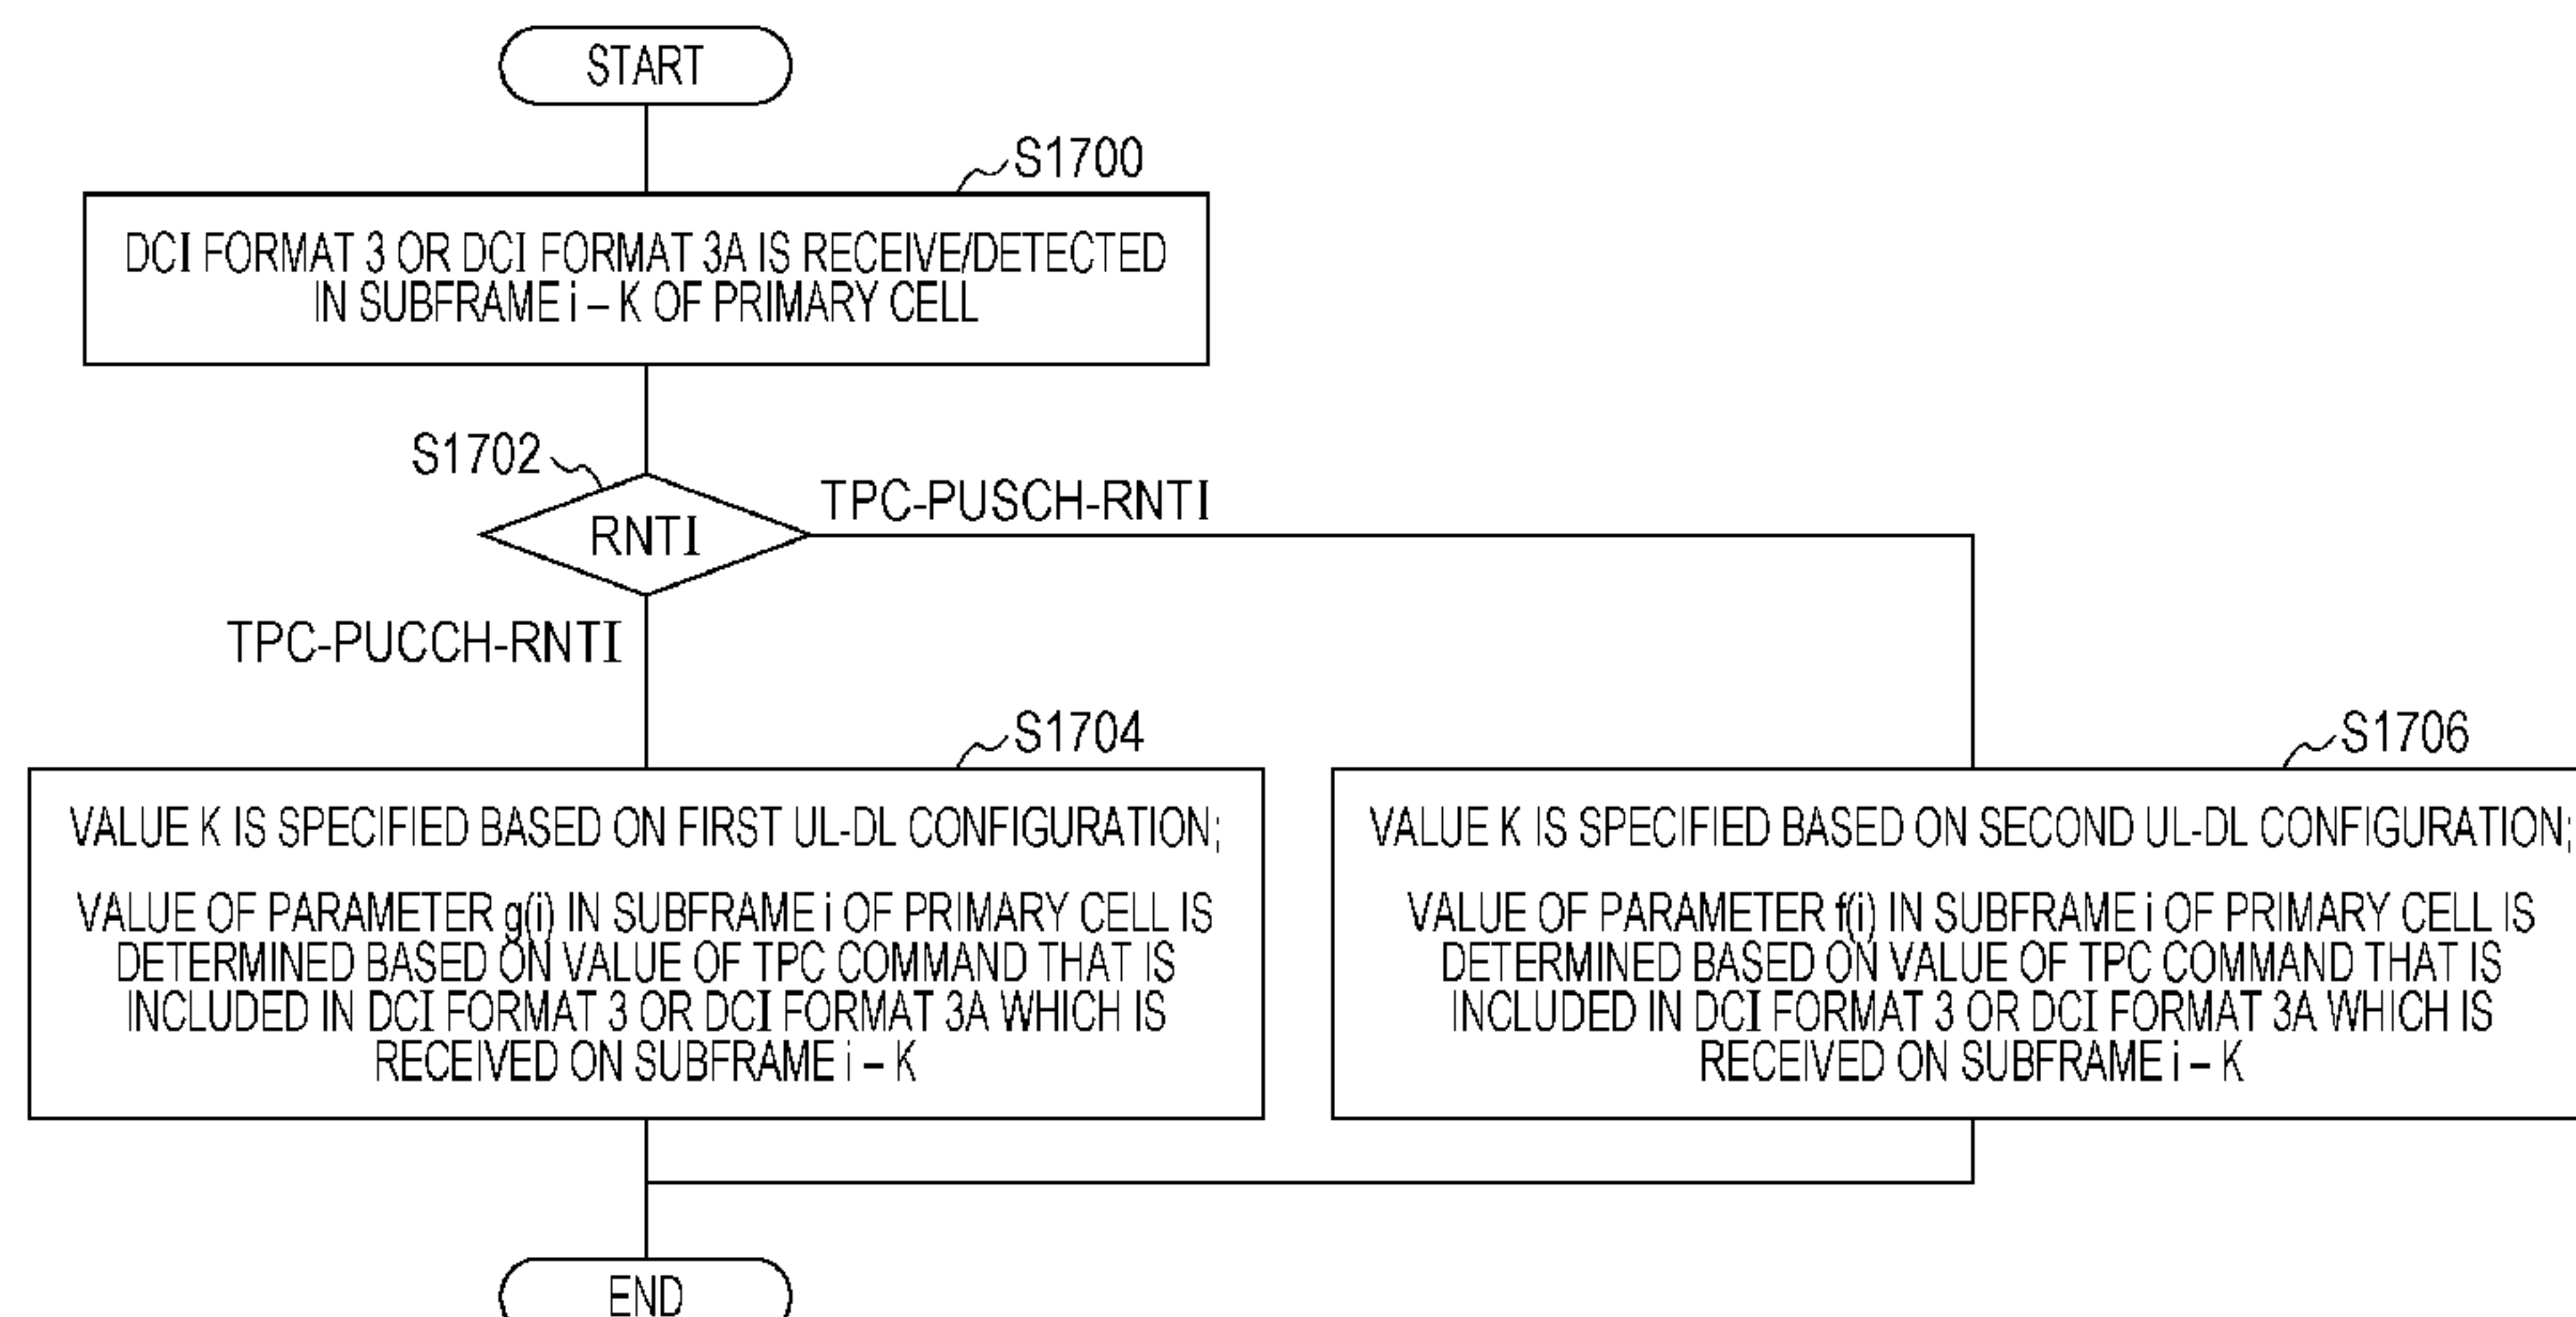 START
S1700
DCI FORMAT 3 OR DCI FORMAT 3A IS RECEIVE/DETECTED
IN SUBFRAME i – K OF PRIMARY CELL
S1702
RNTI
TPC-PUSCH-RNTI
TPC-PUCCH-RNTI
S1704
VALUE K IS SPECIFIED BASED ON FIRST UL-DL CONFIGURATION;
VALUE OF PARAMETER g(i) IN SUBFRAME i OF PRIMARY CELL IS
DETERMINED BASED ON VALUE OF TPC COMMAND THAT IS
INCLUDED IN DCI FORMAT 3 OR DCI FORMAT 3A WHICH IS
RECEIVED ON SUBFRAME i – K
S1706
VALUE K IS SPECIFIED BASED ON SECOND UL-DL CONFIGURATION;
VALUE OF PARAMETER f(i) IN SUBFRAME i OF PRIMARY CELL IS
DETERMINED BASED ON VALUE OF TPC COMMAND THAT IS
INCLUDED IN DCI FORMAT 3 OR DCI FORMAT 3A WHICH IS
RECEIVED ON SUBFRAME i – K
END